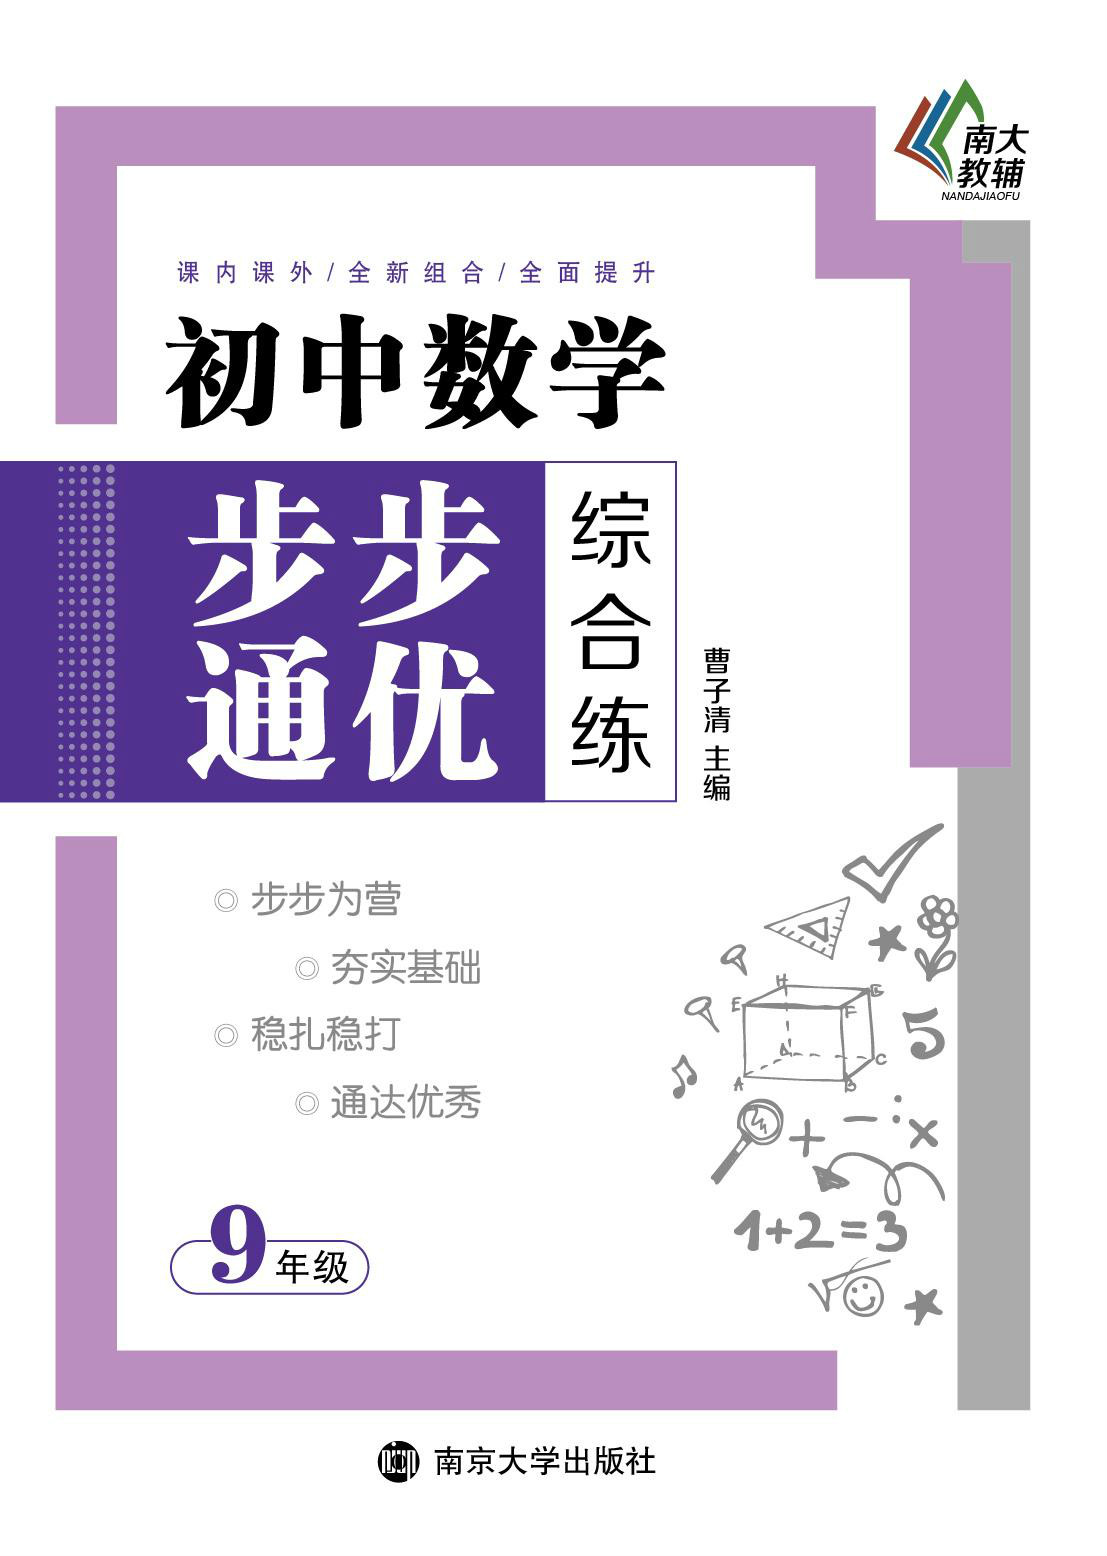 南大
教辅
NANDAJIAOFU
课内课外/全新组合/全面提升
初中数学
步步
通优
综合练
曹子清 主编
◎ 步步为营
◎ 夯实基础
◎ 稳扎稳打
◎ 通达优秀
H
G
E
F
5
D
C
A
B
+ − ÷ ×
1+2=3
9年级
南京大学出版社